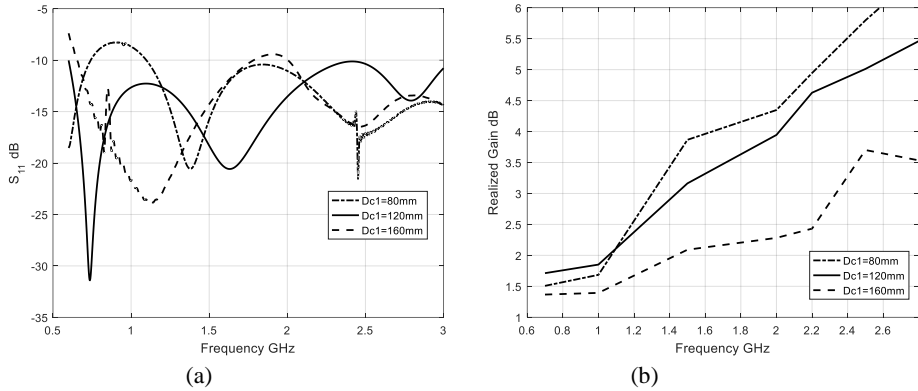 -5
-10
-15
-20
-25
-30
-35
S11 dB
0.5 1 1.5 2 2.5 3
Frequency GHz
Dc1=80mm
Dc1=120mm
Dc1=160mm
(a)
6
5.5
5
4.5
4
3.5
3
2.5
2
1.5
1
Realized Gain dB
0.6 0.8 1 1.2 1.4 1.6 1.8 2 2.2 2.4 2.6
Frequency GHz
Dc1=80mm
Dc1=120mm
Dc1=160mm
(b)